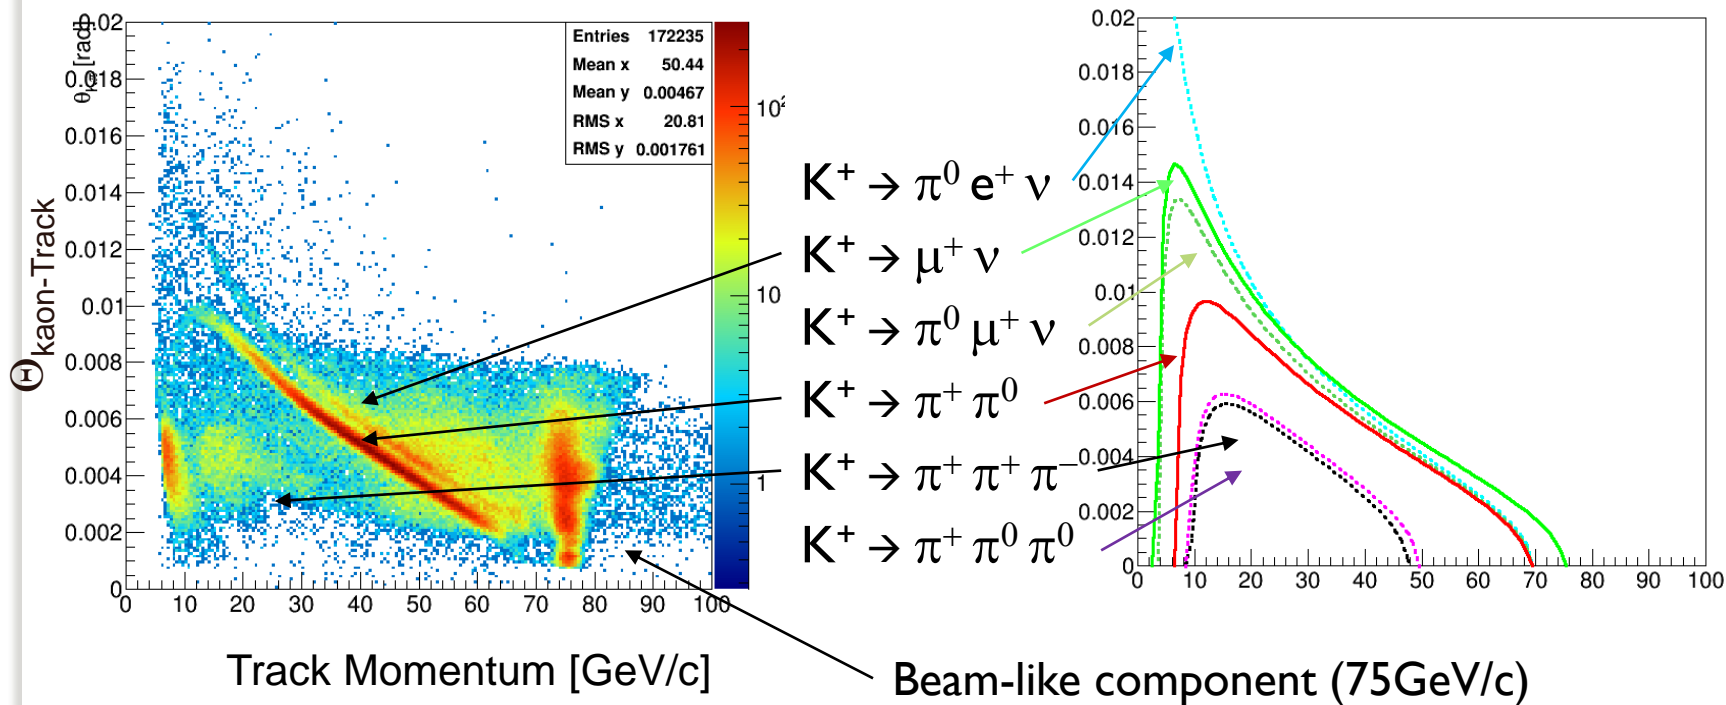 0.02
0.018
0.016
0.014
0.012
0.01
0.008
0.006
0.004
0.002
0
0 10 20 30 40 50 60 70 80 90 100
Θkaon-Track
Entries 172235
Mean x 50.44
Mean y 0.00467
RMS x 20.81
RMS y 0.001761
10²
10
1
Track Momentum [GeV/c]
K⁺ → π⁰ e⁺ ν
K⁺ → μ⁺ ν
K⁺ → π⁰ μ⁺ ν
K⁺ → π⁺ π⁰
K⁺ → π⁺ π⁺ π⁻
K⁺ → π⁺ π⁰ π⁰
Beam-like component (75GeV/c)
0.02
0.018
0.016
0.014
0.012
0.01
0.008
0.006
0.004
0.002
0
0 10 20 30 40 50 60 70 80 90 100